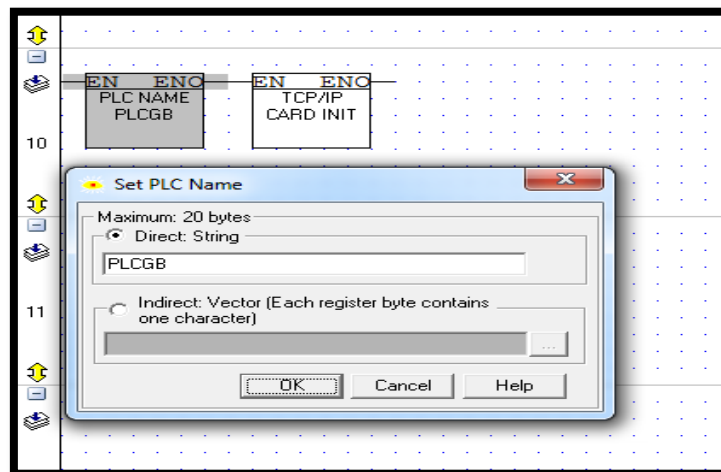 EN ENO
PLC NAME
PLCGB
EN ENO
TCP/IP
CARD INIT
10
Set PLC Name
Maximum: 20 bytes
Direct: String
PLCGB
Indirect: Vector (Each register byte contains
one character)
...
11
OK Cancel Help